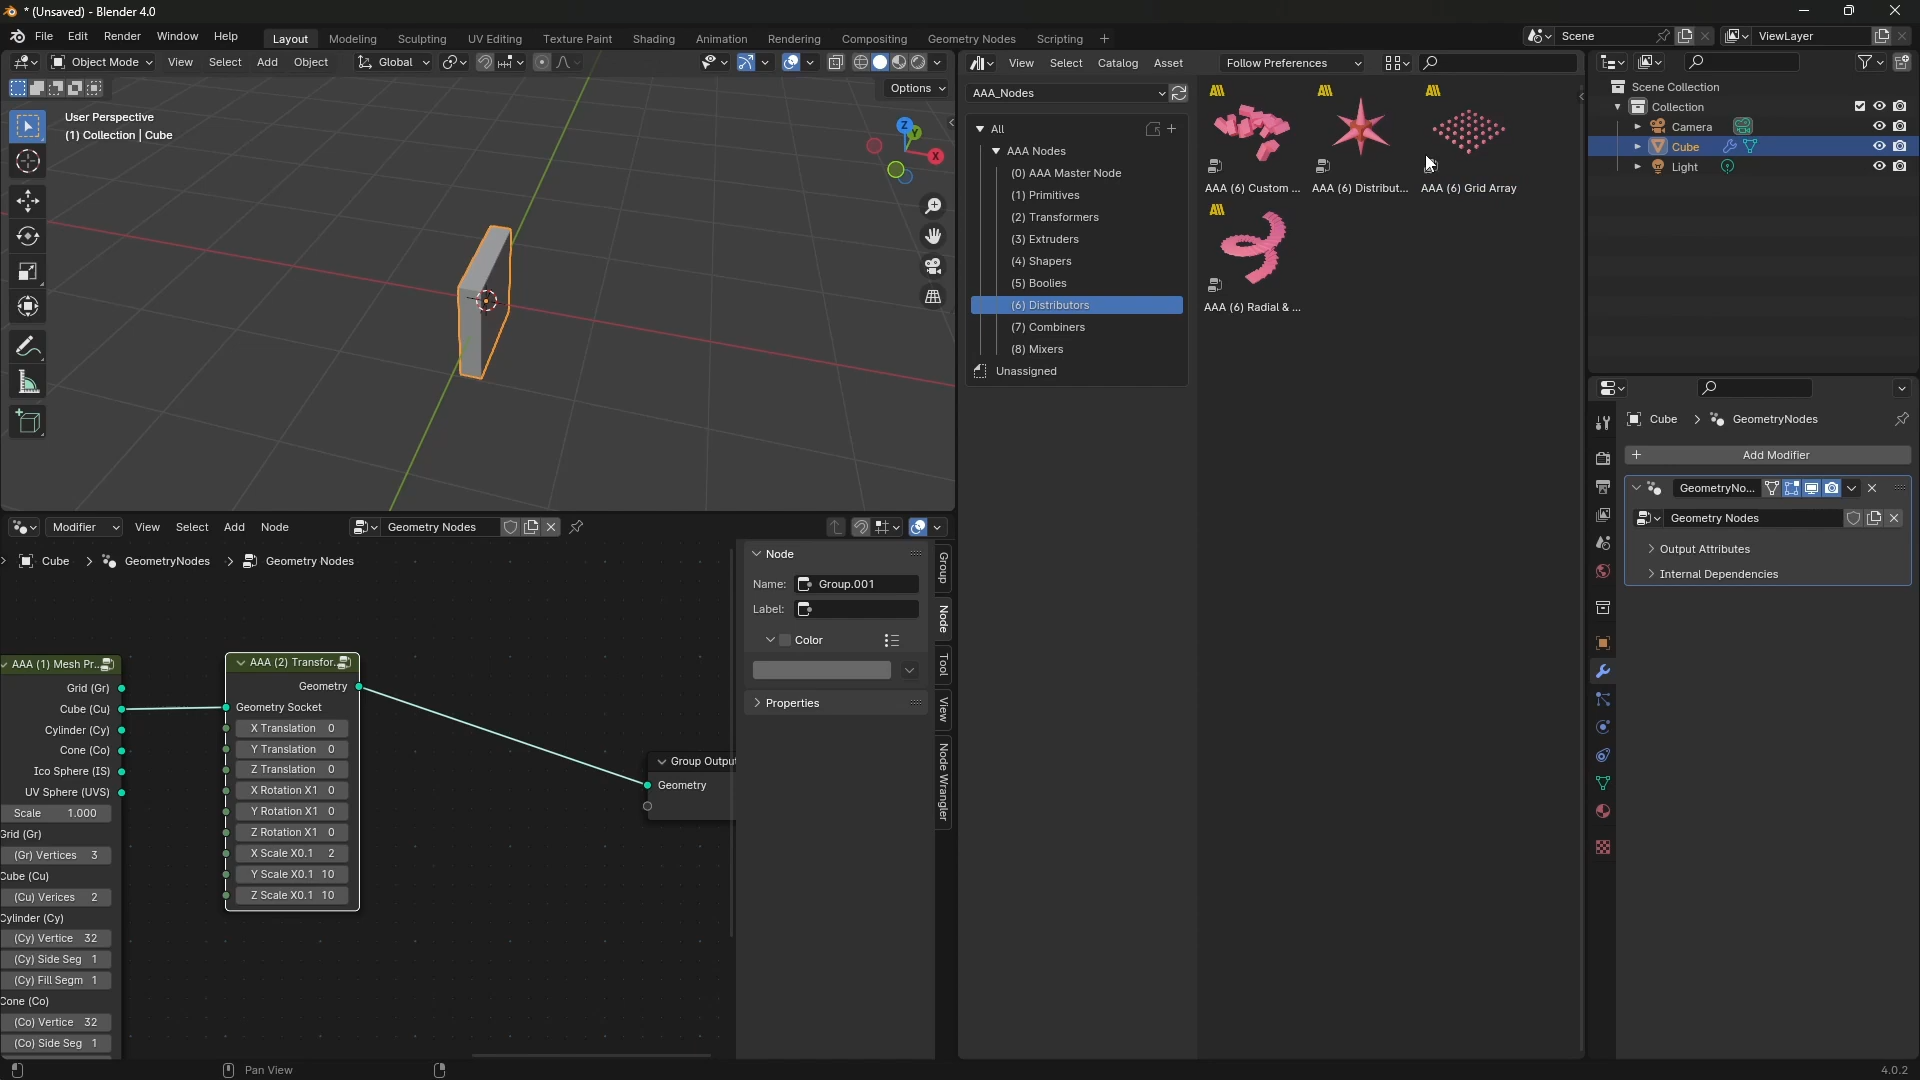 * (Unsaved) - Blender 4.0
File Edit Render Window Help
Layout Modeling Sculpting UV Editing Texture Paint Shading Animation Rendering Compositing Geometry Nodes Scripting +
Scene
ViewLayer
Object Mode View Select Add Object Global
Options
User Perspective
(1) Collection | Cube
Z
Y
X
View Select Catalog Asset Follow Preferences
AAA_Nodes
All
AAA Nodes
(0) AAA Master Node
(1) Primitives
(2) Transformers
(3) Extruders
(4) Shapers
(5) Boolies
(6) Distributors
(7) Combiners
(8) Mixers
Unassigned
AAA (6) Custom ...
AAA (6) Distribut...
AAA (6) Grid Array
AAA (6) Radial & ...
Scene Collection
Collection
Camera
Cube
Light
Cube > GeometryNodes
+ Add Modifier
GeometryNo...
Geometry Nodes
Output Attributes
Internal Dependencies
Modifier View Select Add Node Geometry Nodes
Cube > GeometryNodes > Geometry Nodes
AAA (1) Mesh Pr...
Grid (Gr)
Cube (Cu)
Cylinder (Cy)
Cone (Co)
Ico Sphere (IS)
UV Sphere (UVS)
Scale 1.000
Grid (Gr)
(Gr) Vertices 3
Cube (Cu)
(Cu) Verices 2
Cylinder (Cy)
(Cy) Vertice 32
(Cy) Side Seg 1
(Cy) Fill Segm 1
Cone (Co)
(Co) Vertice 32
(Co) Side Seg 1
AAA (2) Transfor...
Geometry
Geometry Socket
X Translation 0
Y Translation 0
Z Translation 0
X Rotation X1 0
Y Rotation X1 0
Z Rotation X1 0
X Scale X0.1 2
Y Scale X0.1 10
Z Scale X0.1 10
Group Output
Geometry
Node
Name: Group.001
Label:
Color
Properties
Group
Node
Tool
View
Node Wrangler
Pan View
4.0.2